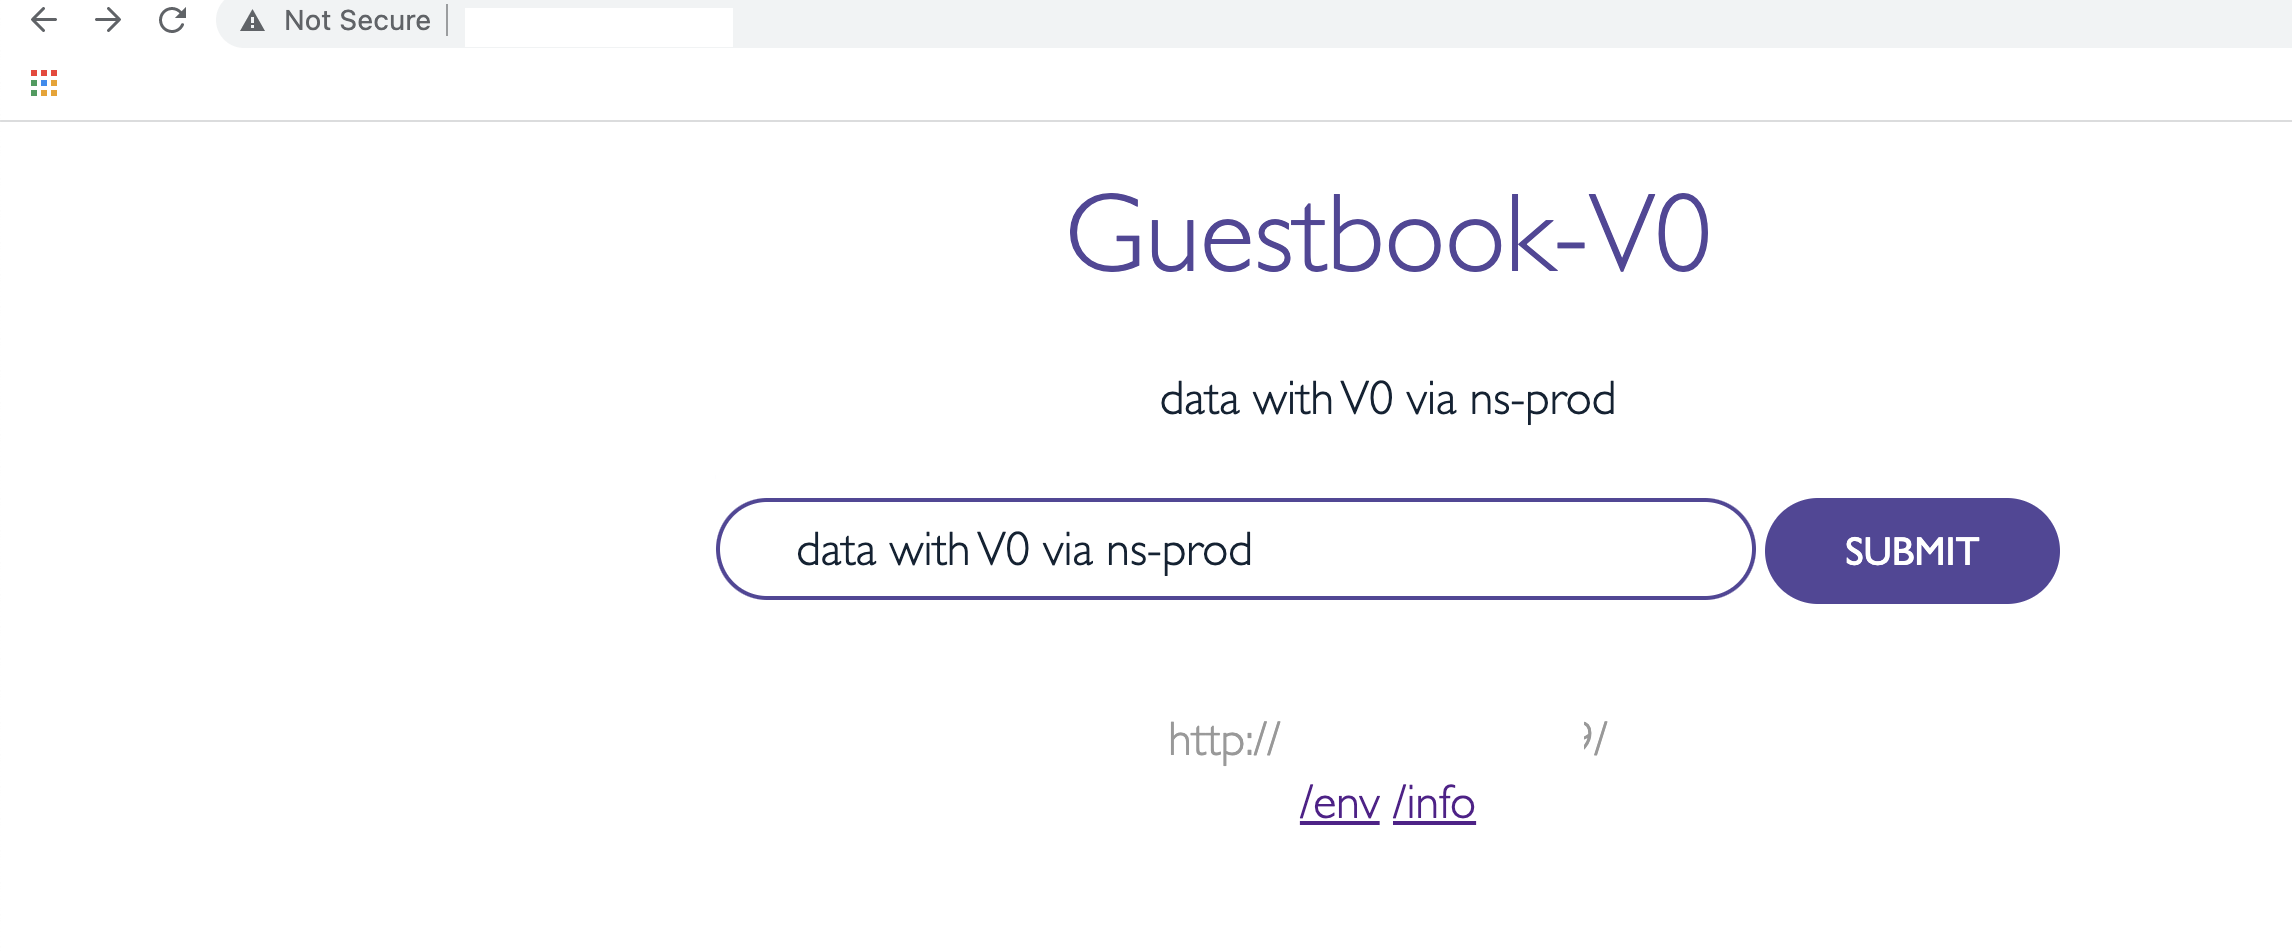 Not Secure
Guestbook-V0
data with V0 via ns-prod
data with V0 via ns-prod
SUBMIT
http:// /
/env /info